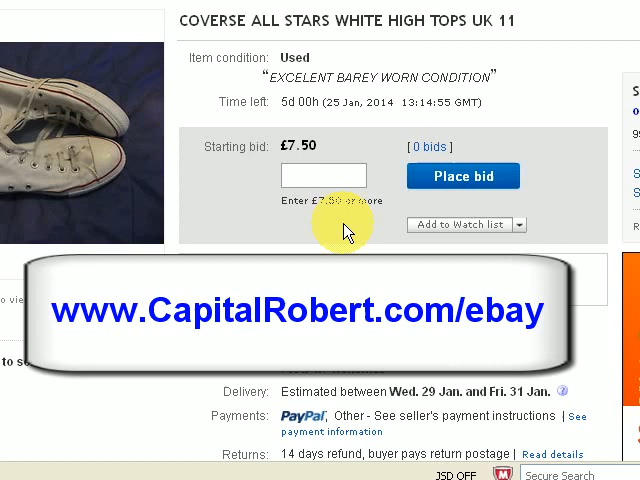 COVERSE ALL STARS WHITE HIGH TOPS UK 11
Item condition: Used
“EXCELENT BAREY WORN CONDITION”
Time left: 5d 00h (25 Jan, 2014 13:14:55 GMT)
Starting bid: £7.50 [ 0 bids ]
Place bid
Enter £7.50 or more
Add to Watch list
www.CapitalRobert.com/ebay
Delivery: Estimated between Wed. 29 Jan. and Fri. 31 Jan.
Payments: PayPal, Other - See seller's payment instructions | See
payment information
Returns: 14 days refund, buyer pays return postage | Read details
JSD OFF Secure Search